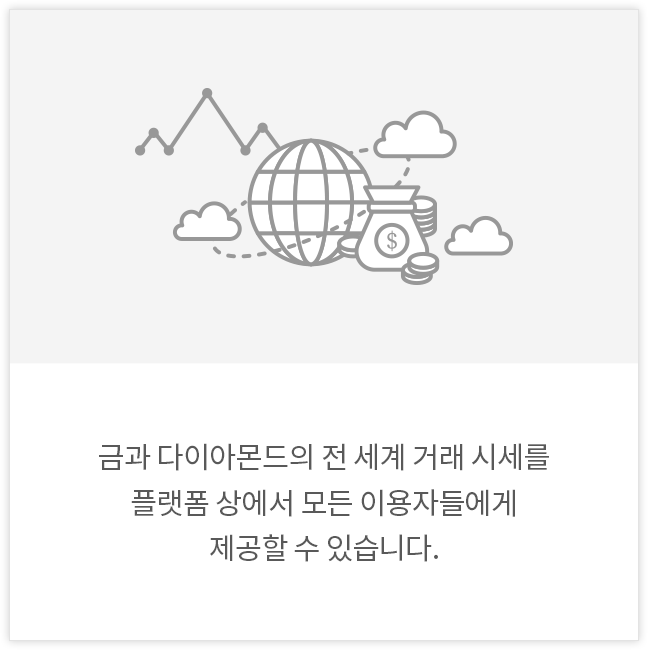 $
금과 다이아몬드의 전 세계 거래 시세를
플랫폼 상에서 모든 이용자들에게
제공할 수 있습니다.